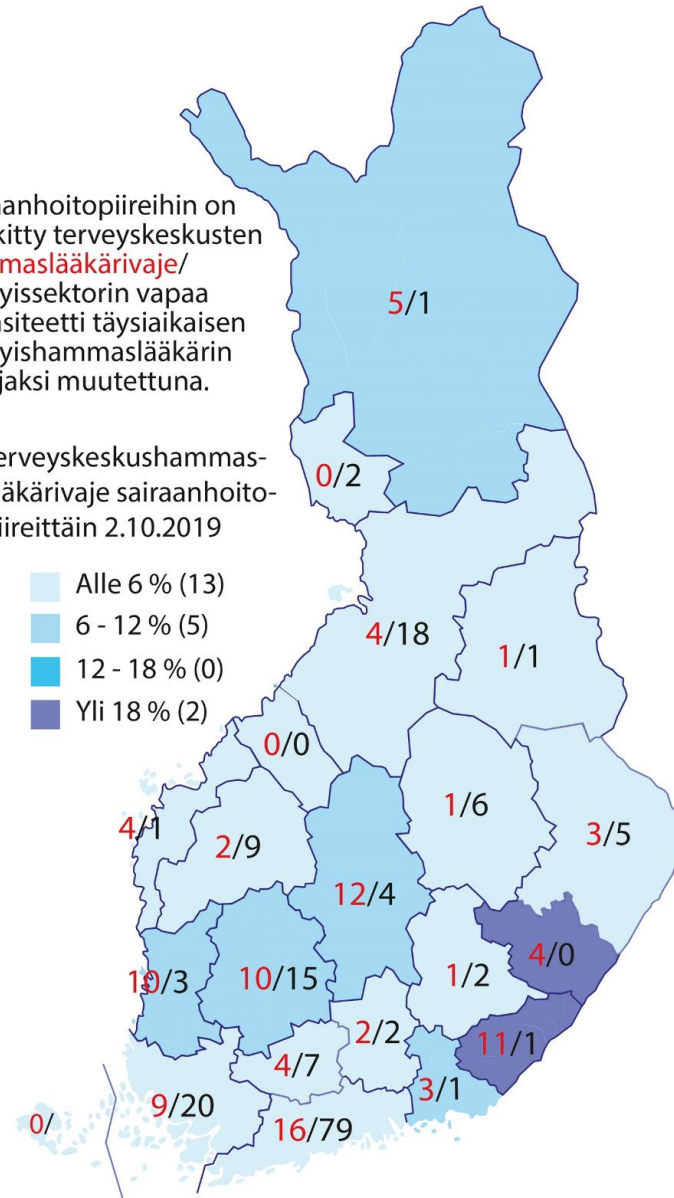 anhoitopiireihin on
kitty terveyskeskusten
maslääkärivaje/
yissektorin vapaa
siteetti täysiaikaisen
yishammaslääkärin
jaksi muutettuna.
erveyskeskushammas-
ääkärivaje sairaanhoito-
iireittäin 2.10.2019
Alle 6 % (13)
6 - 12 % (5)
12 - 18 % (0)
Yli 18 % (2)
5/1
0/2
4/18
1/1
0/0
4/1
2/9
1/6
3/5
12/4
10/3
10/15
1/2
4/0
2/2
11/1
4/7
3/1
9/20
0/
16/79